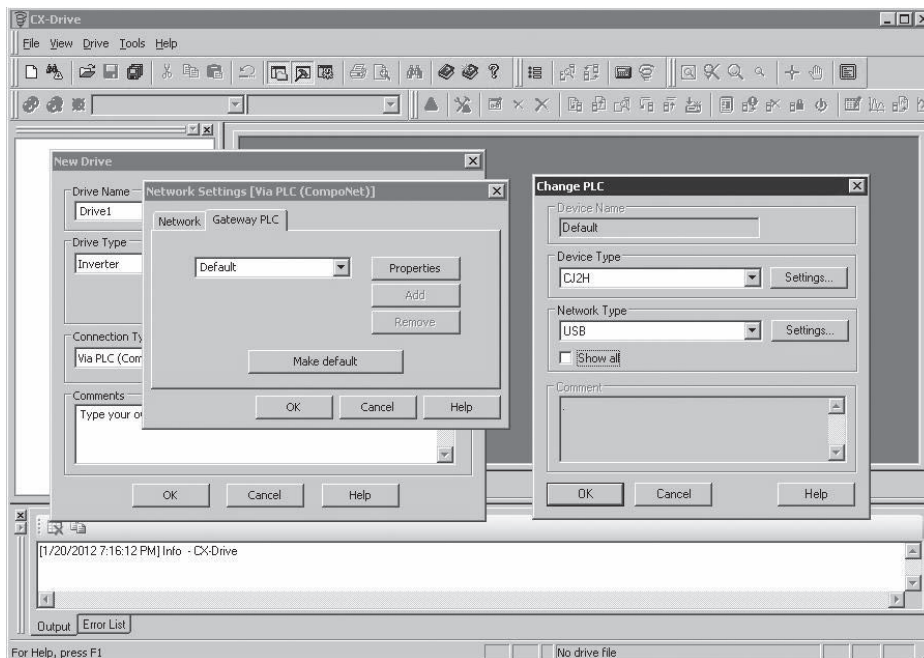 CX-Drive
File View Drive Tools Help
New Drive
Drive Name
Drive1
Drive Type
Inverter
Connection Ty
Via PLC (Com
Comments
Type your o
OK Cancel Help
Network Settings [Via PLC (CompoNet)]
Network Gateway PLC
Default
Properties
Add
Remove
Make default
OK Cancel Help
Change PLC
Device Name
Default
Device Type
CJ2H
Settings...
Network Type
USB
Settings...
Show all
Comment
.
OK Cancel Help
[1/20/2012 7:16:12 PM] Info - CX-Drive
Output Error List
For Help, press F1
No drive file